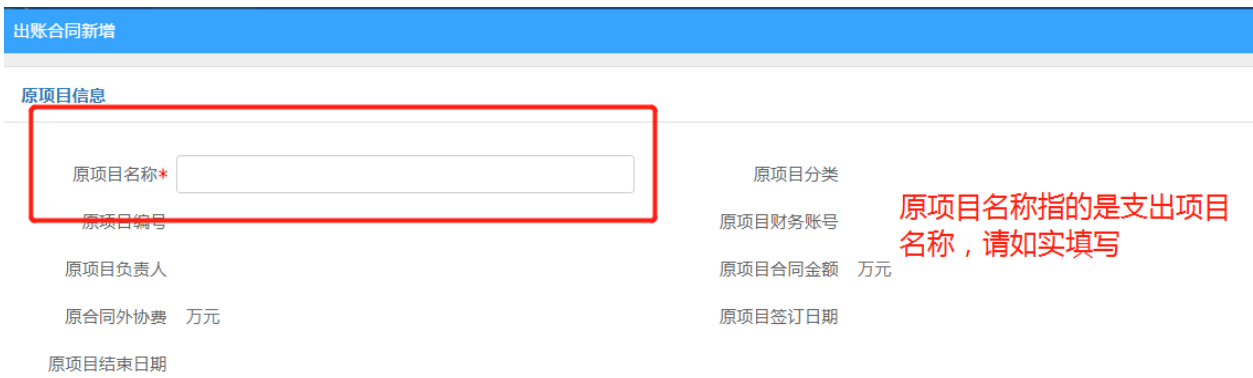 出账合同新增
原项目信息
原项目名称*
原项目分类
原项目编号
原项目财务账号
原项目名称指的是支出项目
名称，请如实填写
原项目负责人
原项目合同金额 万元
原合同外协费 万元
原项目签订日期
原项目结束日期